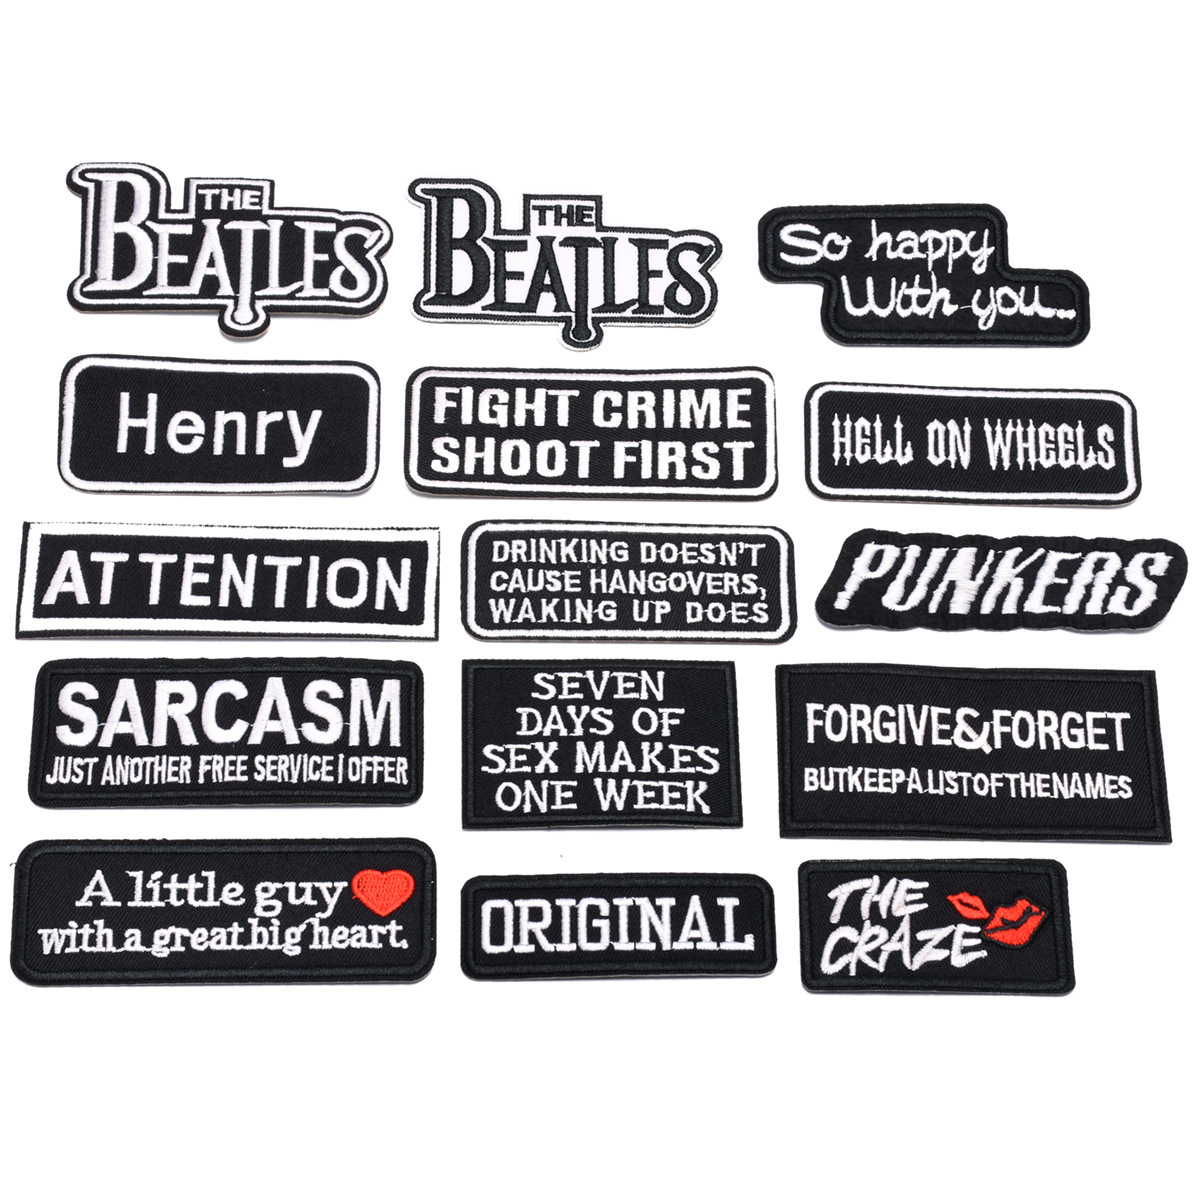 THE
BEATLES
THE
BEATLES
So happy
With you...
Henry
FIGHT CRIME
SHOOT FIRST
HELL ON WHEELS
ATTENTION
DRINKING DOESN'T
CAUSE HANGOVERS,
WAKING UP DOES
PUNKERS
SARCASM
JUST ANOTHER FREE SERVICE I OFFER
SEVEN
DAYS OF
SEX MAKES
ONE WEEK
FORGIVE&FORGET
BUTKEEPALISTOFTHENAMES
A little guy
with a great big heart.
ORIGINAL
THE
CRAZE